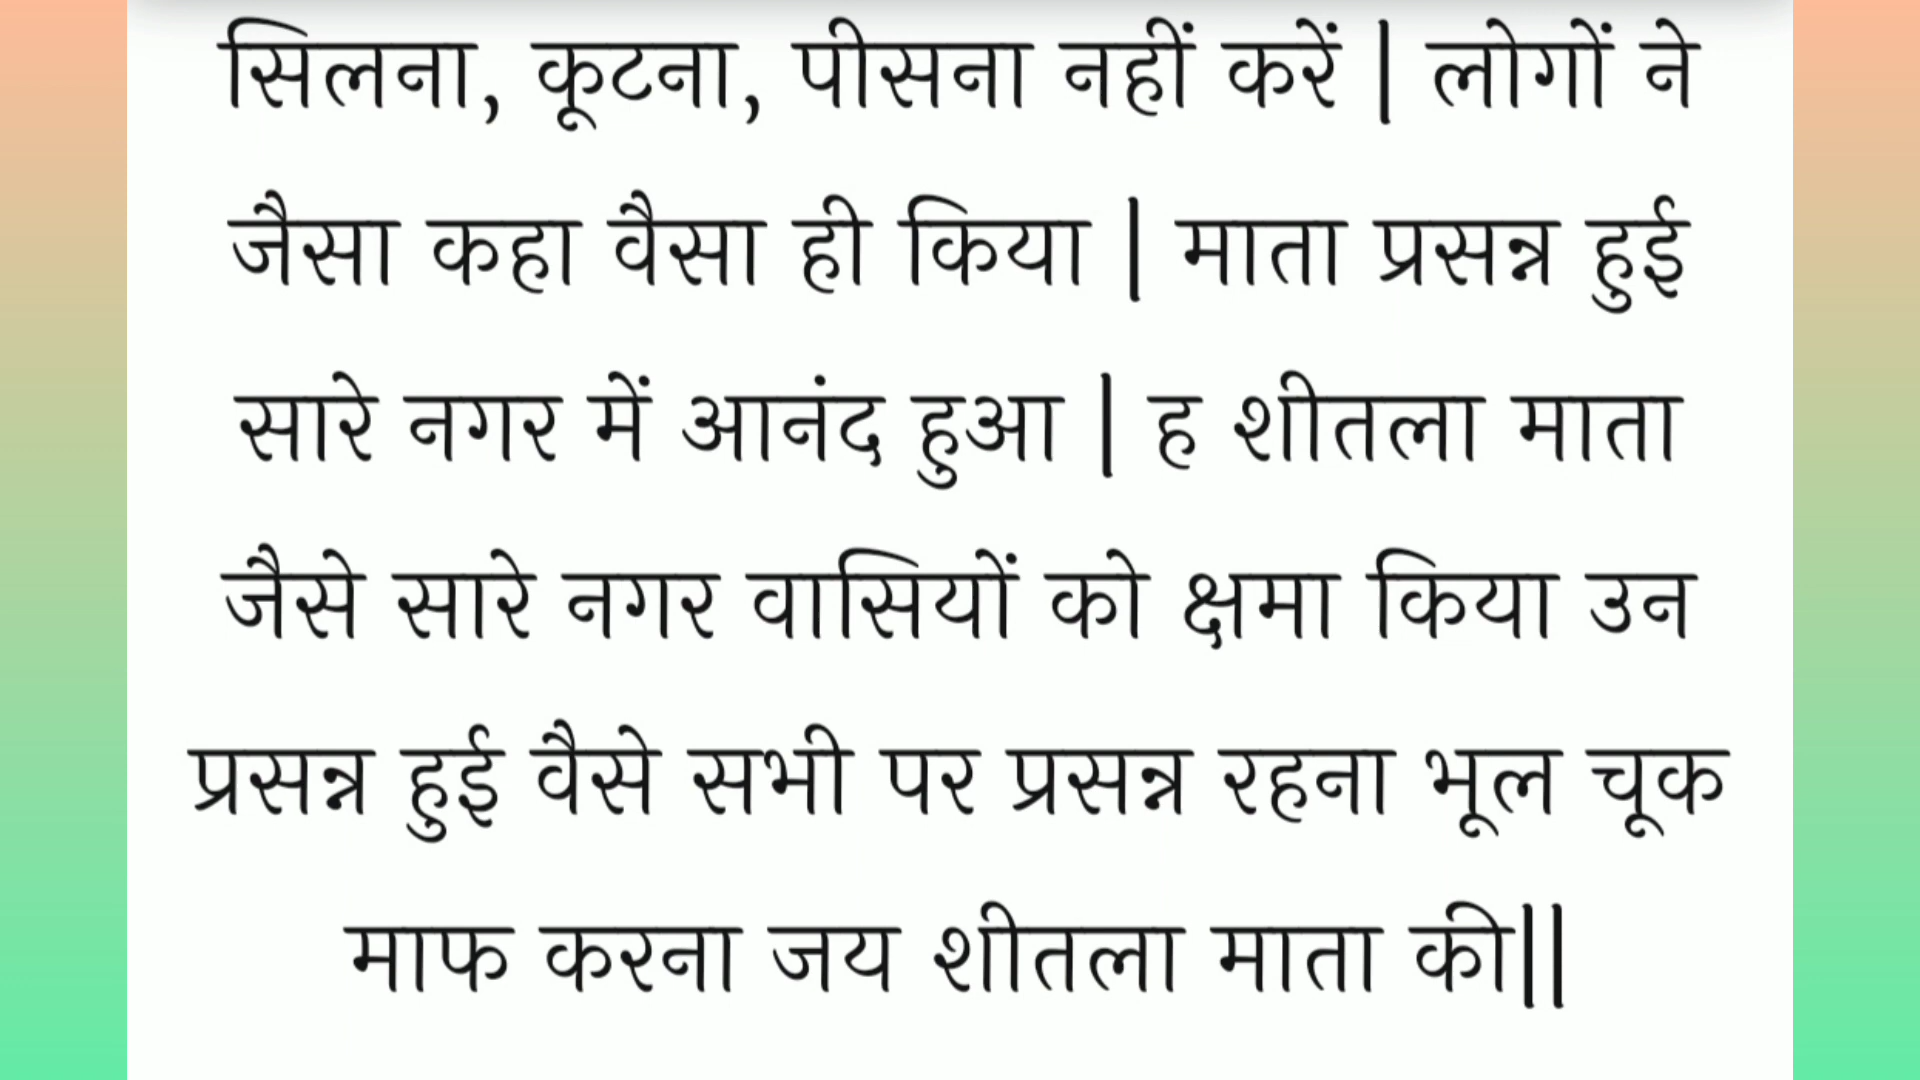 सिलना, कूटना, पीसना नहीं करें | लोगों ने
जैसा कहा वैसा ही किया | माता प्रसन्न हुई
सारे नगर में आनंद हुआ | ह शीतला माता
जैसे सारे नगर वासियों को क्षमा किया उन
प्रसन्न हुई वैसे सभी पर प्रसन्न रहना भूल चूक
माफ करना जय शीतला माता की||